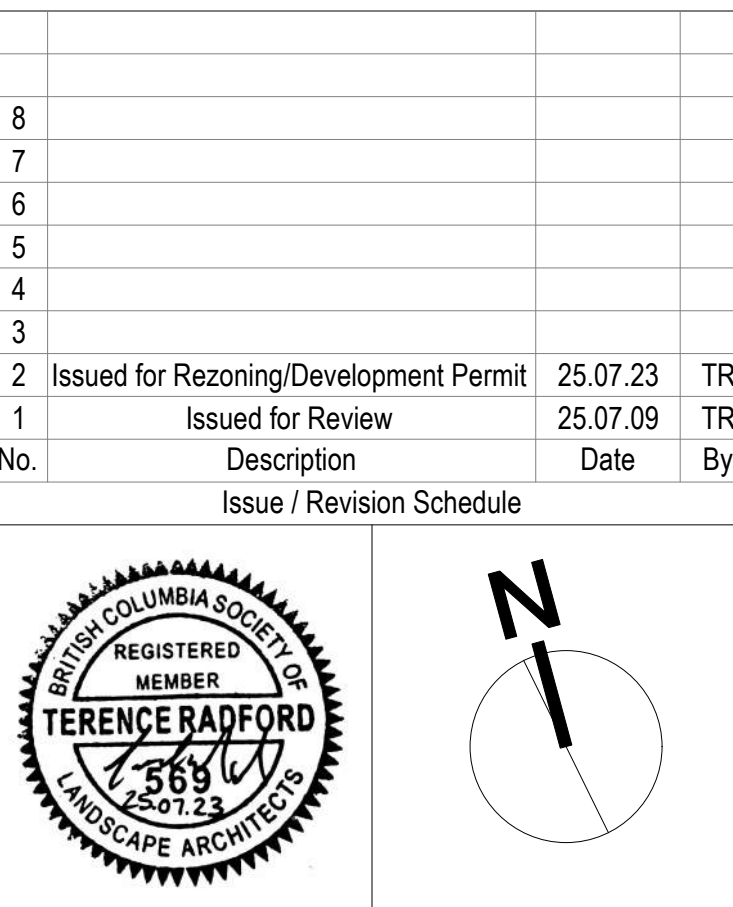 8
7
6
5
4
3
2 Issued for Rezoning/Development Permit 25.07.23 TR
1 Issued for Review 25.07.09 TR
No. Description Date By
Issue / Revision Schedule
BRITISH COLUMBIA SOCIETY OF
LANDSCAPE ARCHITECTS
REGISTERED
MEMBER
TERENCE RADFORD
569
25.07.23
N